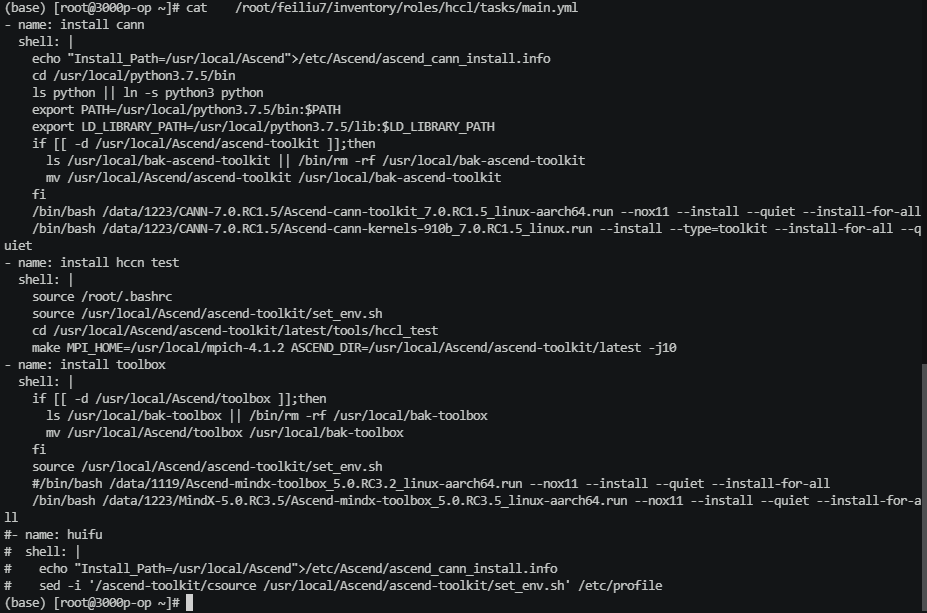 (base) [root@3000p-op ~]# cat    /root/feiliu7/inventory/roles/hccl/tasks/main.yml
- name: install cann
  shell: |
    echo "Install_Path=/usr/local/Ascend">/etc/Ascend/ascend_cann_install.info
    cd /usr/local/python3.7.5/bin
    ls python || ln -s python3 python
    export PATH=/usr/local/python3.7.5/bin:$PATH
    export LD_LIBRARY_PATH=/usr/local/python3.7.5/lib:$LD_LIBRARY_PATH
    if [[ -d /usr/local/Ascend/ascend-toolkit ]];then
      ls /usr/local/bak-ascend-toolkit || /bin/rm -rf /usr/local/bak-ascend-toolkit
      mv /usr/local/Ascend/ascend-toolkit /usr/local/bak-ascend-toolkit
    fi
    /bin/bash /data/1223/CANN-7.0.RC1.5/Ascend-cann-toolkit_7.0.RC1.5_linux-aarch64.run --nox11 --install --quiet --install-for-all
    /bin/bash /data/1223/CANN-7.0.RC1.5/Ascend-cann-kernels-910b_7.0.RC1.5_linux.run --install --type=toolkit --install-for-all --q
uiet
- name: install hccn test
  shell: |
    source /root/.bashrc
    source /usr/local/Ascend/ascend-toolkit/set_env.sh
    cd /usr/local/Ascend/ascend-toolkit/latest/tools/hccl_test
    make MPI_HOME=/usr/local/mpich-4.1.2 ASCEND_DIR=/usr/local/Ascend/ascend-toolkit/latest -j10
- name: install toolbox
  shell: |
    if [[ -d /usr/local/Ascend/toolbox ]];then
      ls /usr/local/bak-toolbox || /bin/rm -rf /usr/local/bak-toolbox
      mv /usr/local/Ascend/toolbox /usr/local/bak-toolbox
    fi
    source /usr/local/Ascend/ascend-toolkit/set_env.sh
    #/bin/bash /data/1119/Ascend-mindx-toolbox_5.0.RC3.2_linux-aarch64.run --nox11 --install --quiet --install-for-all
    /bin/bash /data/1223/MindX-5.0.RC3.5/Ascend-mindx-toolbox_5.0.RC3.5_linux-aarch64.run --nox11 --install --quiet --install-for-a
ll
#- name: huifu
#  shell: |
#    echo "Install_Path=/usr/local/Ascend">/etc/Ascend/ascend_cann_install.info
#    sed -i '/ascend-toolkit/csource /usr/local/Ascend/ascend-toolkit/set_env.sh' /etc/profile
(base) [root@3000p-op ~]#